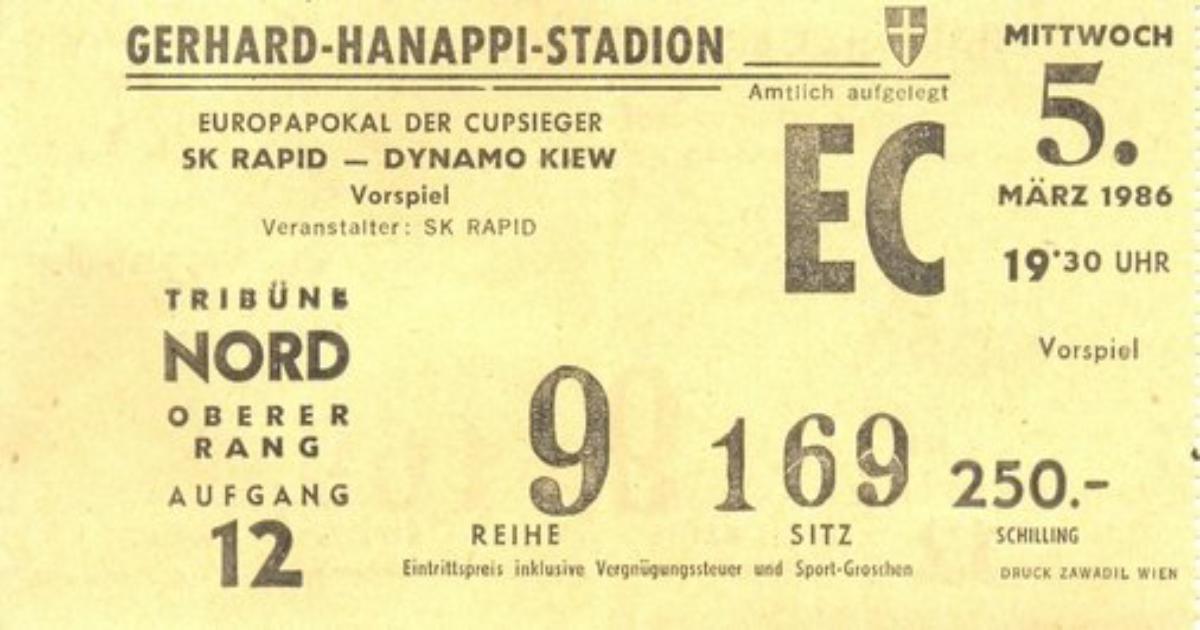 GERHARD-HANAPPI-STADION
Amtlich aufgelegt
EUROPAPOKAL DER CUPSIEGER
SK RAPID — DYNAMO KIEW
Vorspiel
Veranstalter: SK RAPID
EC
MITTWOCH
5.
MÄRZ 1986
19·30 UHR
Vorspiel
TRIBÜNE
NORD
OBERER
RANG
AUFGANG
12
9
REIHE
169
SITZ
250.-
SCHILLING
Eintrittspreis inklusive Vergnügungssteuer und Sport-Groschen
DRUCK ZAWADIL WIEN